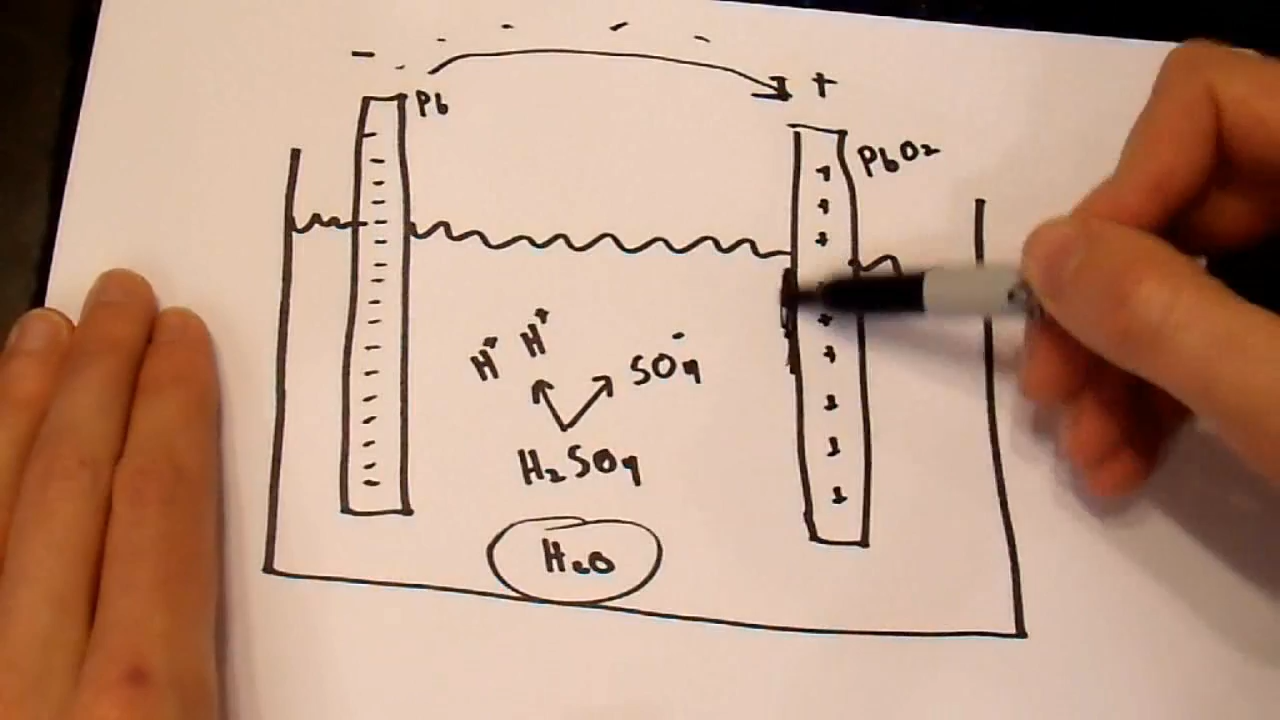 - +
Pb
PbO2
H+ H+
SO4-
H2SO4
H2O